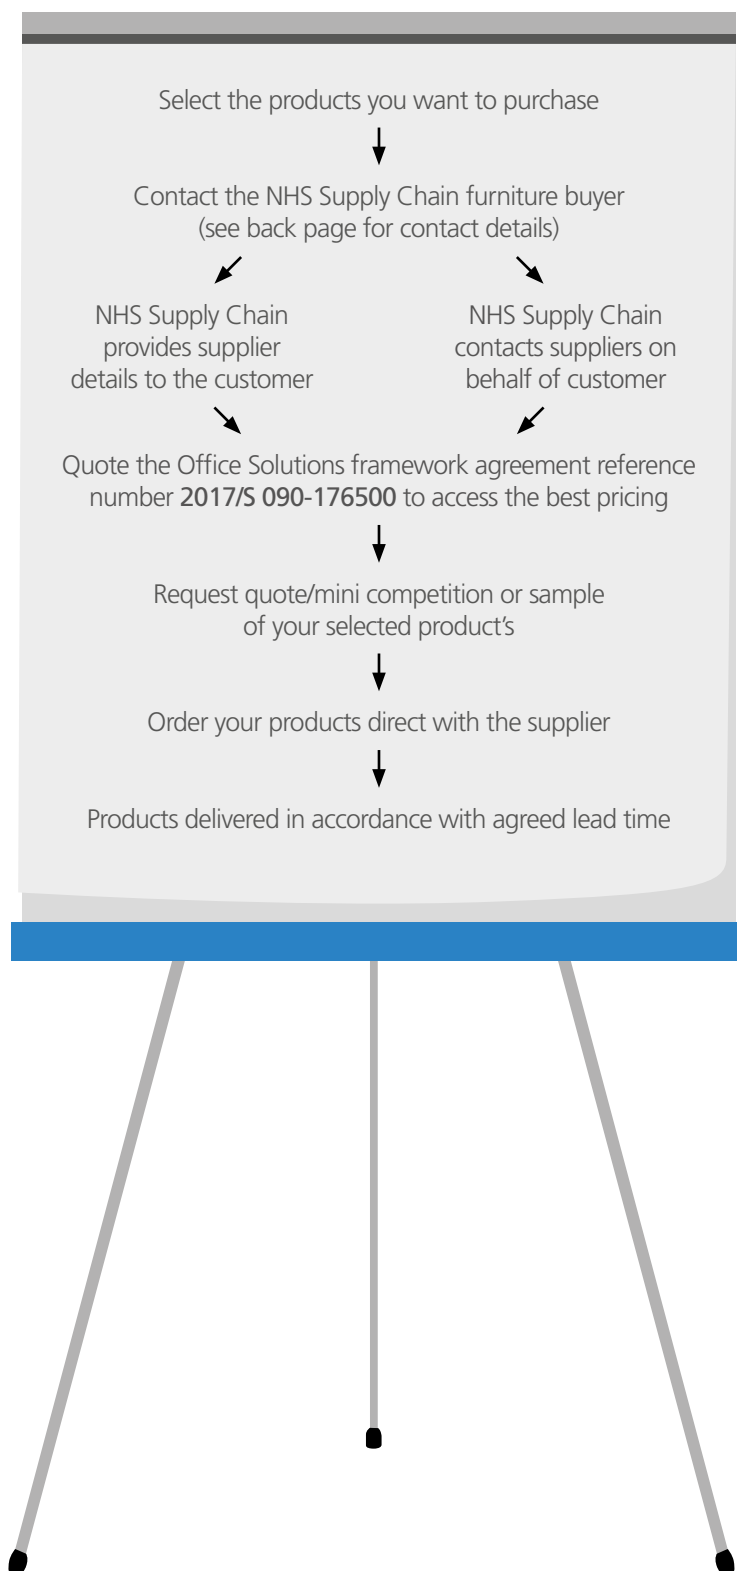 Select the products you want to purchase
Contact the NHS Supply Chain furniture buyer
(see back page for contact details)
NHS Supply Chain
provides supplier
details to the customer
NHS Supply Chain
contacts suppliers on
behalf of customer
Quote the Office Solutions framework agreement reference
number 2017/S 090-176500 to access the best pricing
Request quote/mini competition or sample
of your selected product's
Order your products direct with the supplier
Products delivered in accordance with agreed lead time